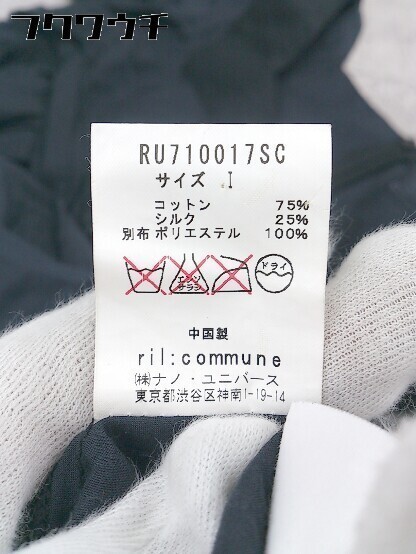 フクワウチ
RU710017SC
サイズ I
コットン 75%
シルク 25%
別布 ポリエステル 100%
エンソ サラシ ドライ
中国製
ril:commune
㈱ナノ・ユニバース
東京都渋谷区神南1-19-14